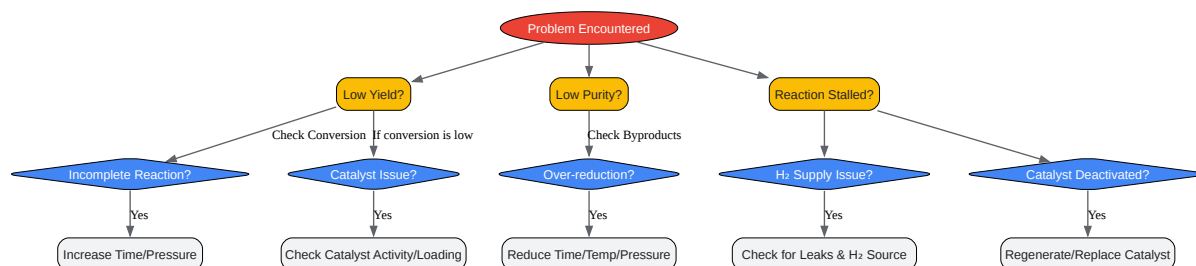 Problem Encountered
Low Yield?
Low Purity?
Reaction Stalled?
Check Conversion
If conversion is low
Check Byproducts
Incomplete Reaction?
Catalyst Issue?
Over-reduction?
H₂ Supply Issue?
Catalyst Deactivated?
Yes
Yes
Yes
Yes
Yes
Increase Time/Pressure
Check Catalyst Activity/Loading
Reduce Time/Temp/Pressure
Check for Leaks & H₂ Source
Regenerate/Replace Catalyst